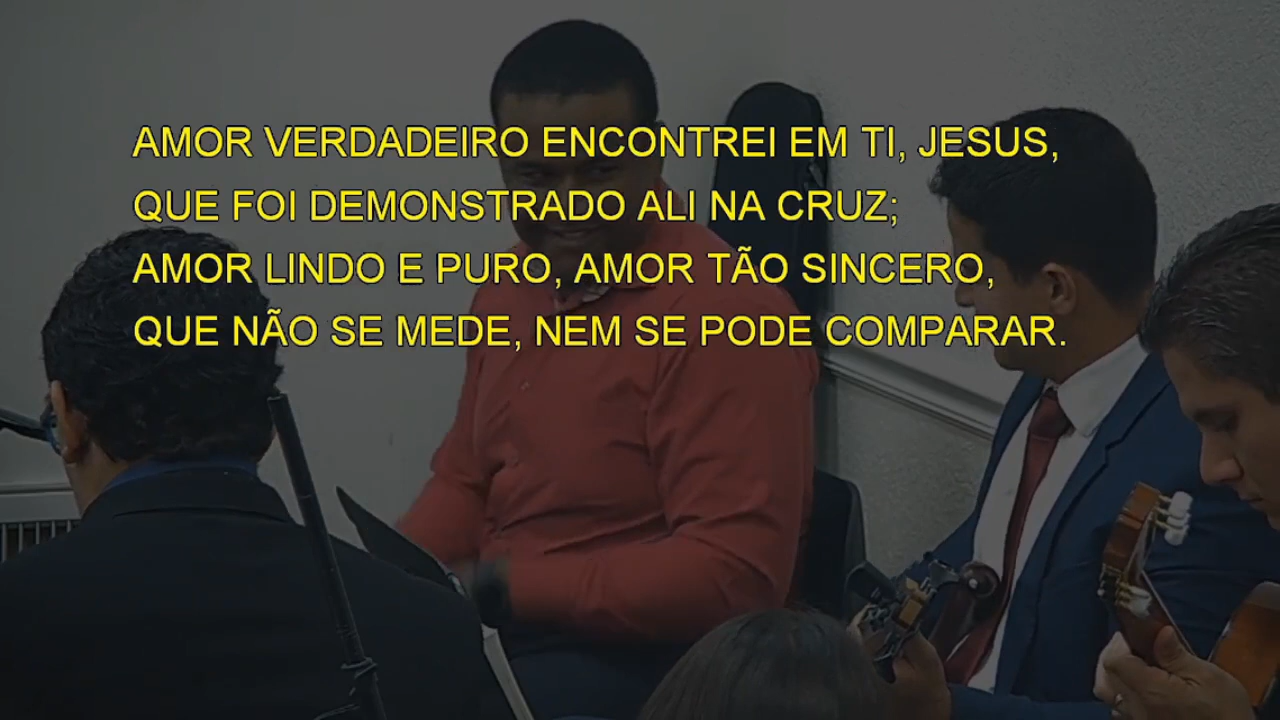 AMOR VERDADEIRO ENCONTREI EM TI, JESUS,
QUE FOI DEMONSTRADO ALI NA CRUZ;
AMOR LINDO E PURO, AMOR TÃO SINCERO,
QUE NÃO SE MEDE, NEM SE PODE COMPARAR.